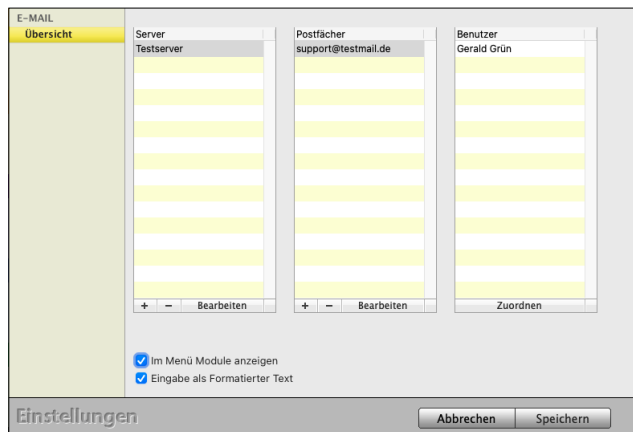 E-MAIL
Übersicht
Server
Testserver
+ − Bearbeiten
Postfächer
support@testmail.de
+ − Bearbeiten
Benutzer
Gerald Grün
Zuordnen
Im Menü Module anzeigen
Eingabe als Formatierter Text
Einstellungen
Abbrechen
Speichern